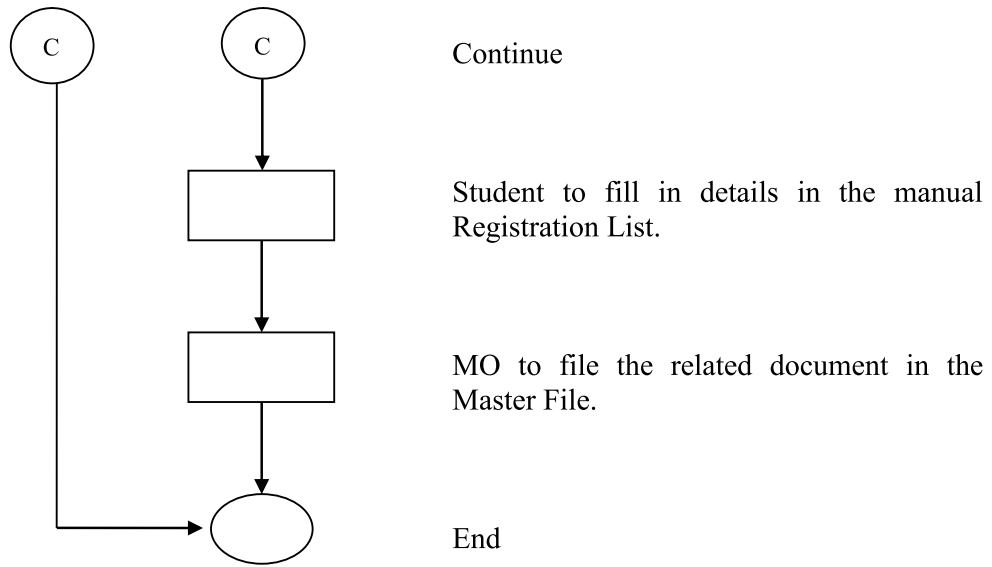 C
C
Continue
Student to fill in details in the manual
Registration List.
MO to file the related document in the
Master File.
End